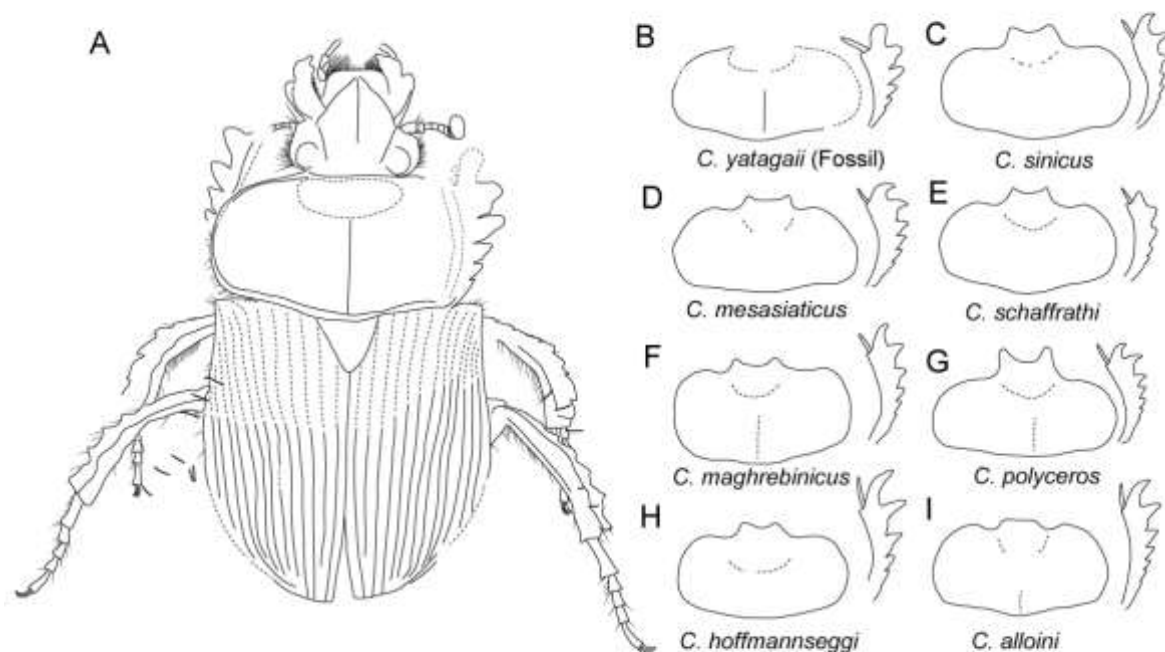 A
B
C
C. yatagaii (Fossil)
C. sinicus
D
E
C. mesasiaticus
C. schaffrathi
F
G
C. maghrebinicus
C. polyceros
H
I
C. hoffmannseggi
C. alloini